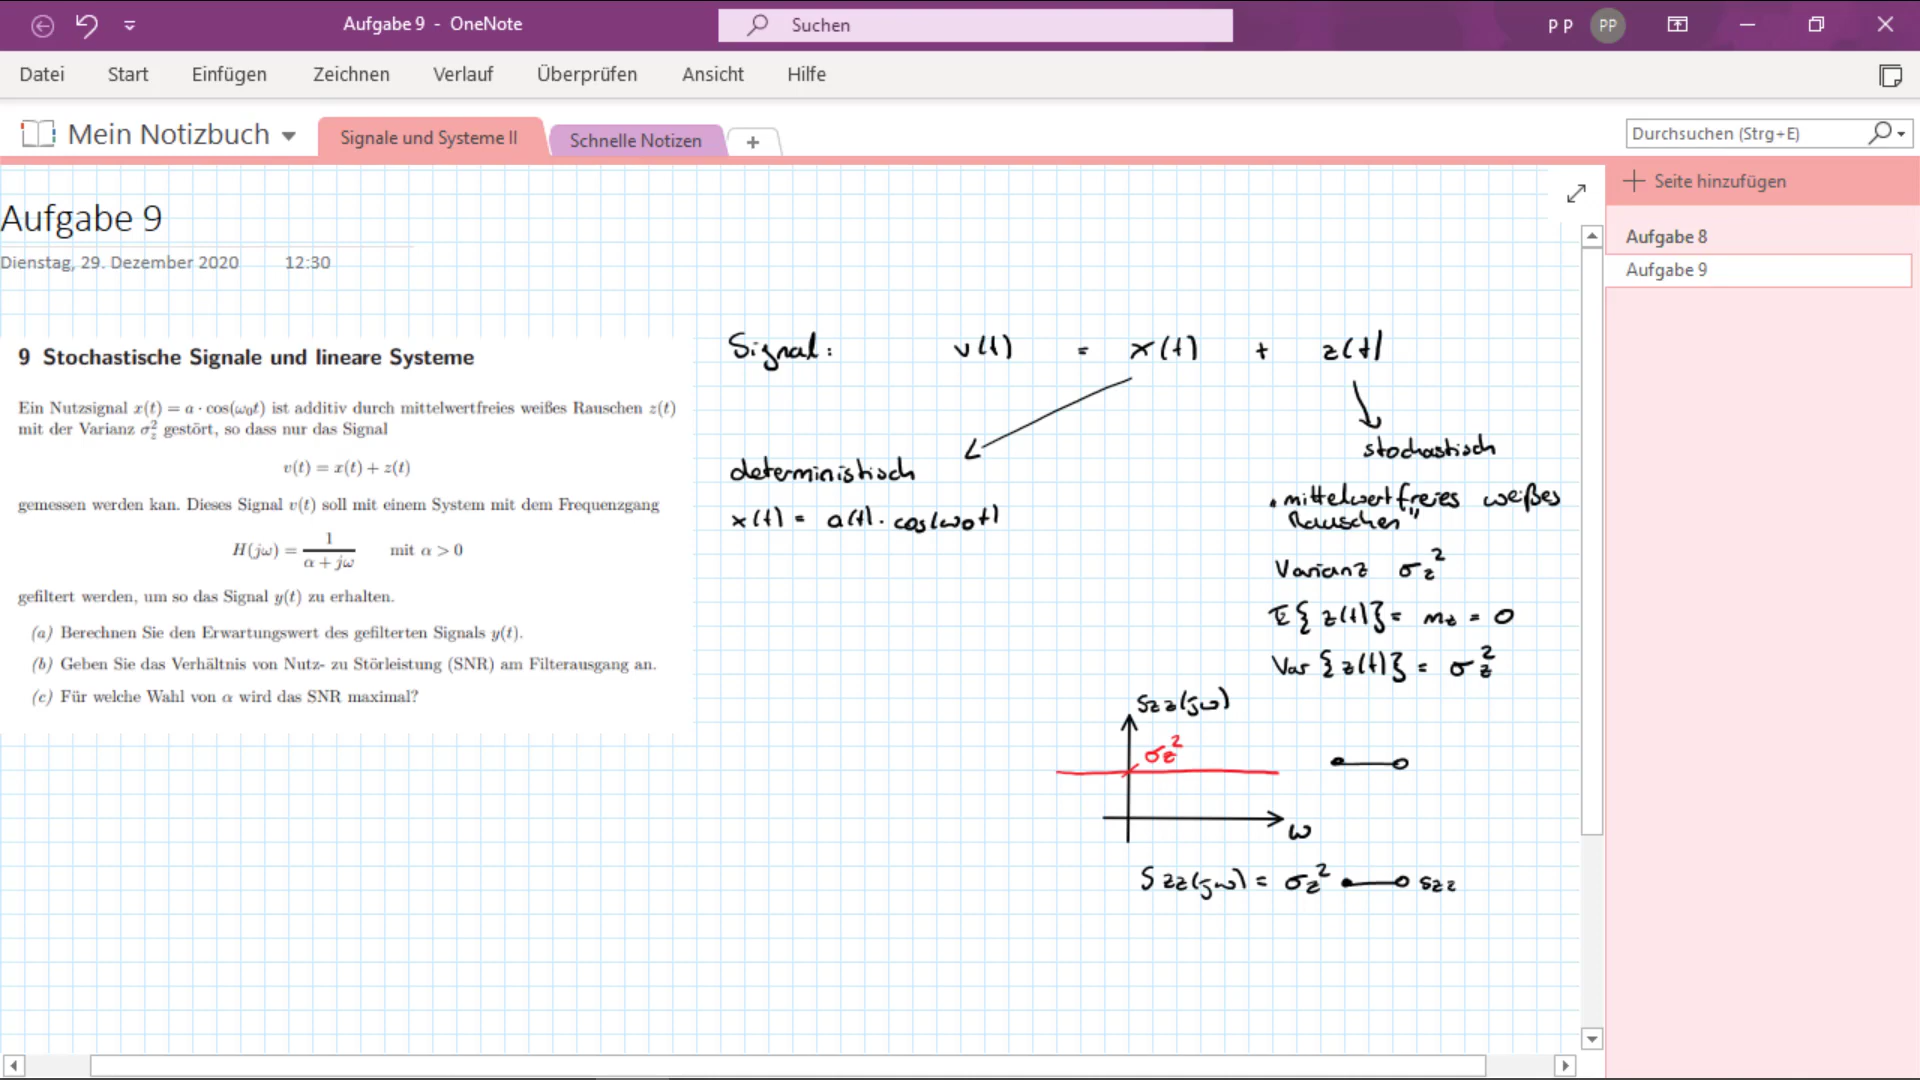 Aufgabe 9 - OneNote
Suchen
P P
PP
Datei Start Einfügen Zeichnen Verlauf Überprüfen Ansicht Hilfe
Mein Notizbuch
Signale und Systeme II
Schnelle Notizen
+
Durchsuchen (Strg+E)
Seite hinzufügen
Aufgabe 8
Aufgabe 9
Aufgabe 9
Dienstag, 29. Dezember 2020 12:30
9 Stochastische Signale und lineare Systeme
Ein Nutzsignal x(t) = a · cos(ω₀t) ist additiv durch mittelwertfreies weißes Rauschen z(t)
mit der Varianz σ_z² gestört, so dass nur das Signal
v(t) = x(t) + z(t)
gemessen werden kan. Dieses Signal v(t) soll mit einem System mit dem Frequenzgang
H(jω) = 1 / (α + jω) mit α > 0
gefiltert werden, um so das Signal y(t) zu erhalten.
(a) Berechnen Sie den Erwartungswert des gefilterten Signals y(t).
(b) Geben Sie das Verhältnis von Nutz- zu Störleistung (SNR) am Filterausgang an.
(c) Für welche Wahl von α wird das SNR maximal?
Signal: v(t) = x(t) + z(t)
deterministisch
x(t) = a(t) · cos(ω₀t)
stochastisch
"mittelwertfreies weißes
Rauschen"
Varianz σ_z²
E{z(t)} = m_z = 0
Var{z(t)} = σ_z²
Szz(jω)
σ_z²
ω
Szz(jω) = σ_z² szz